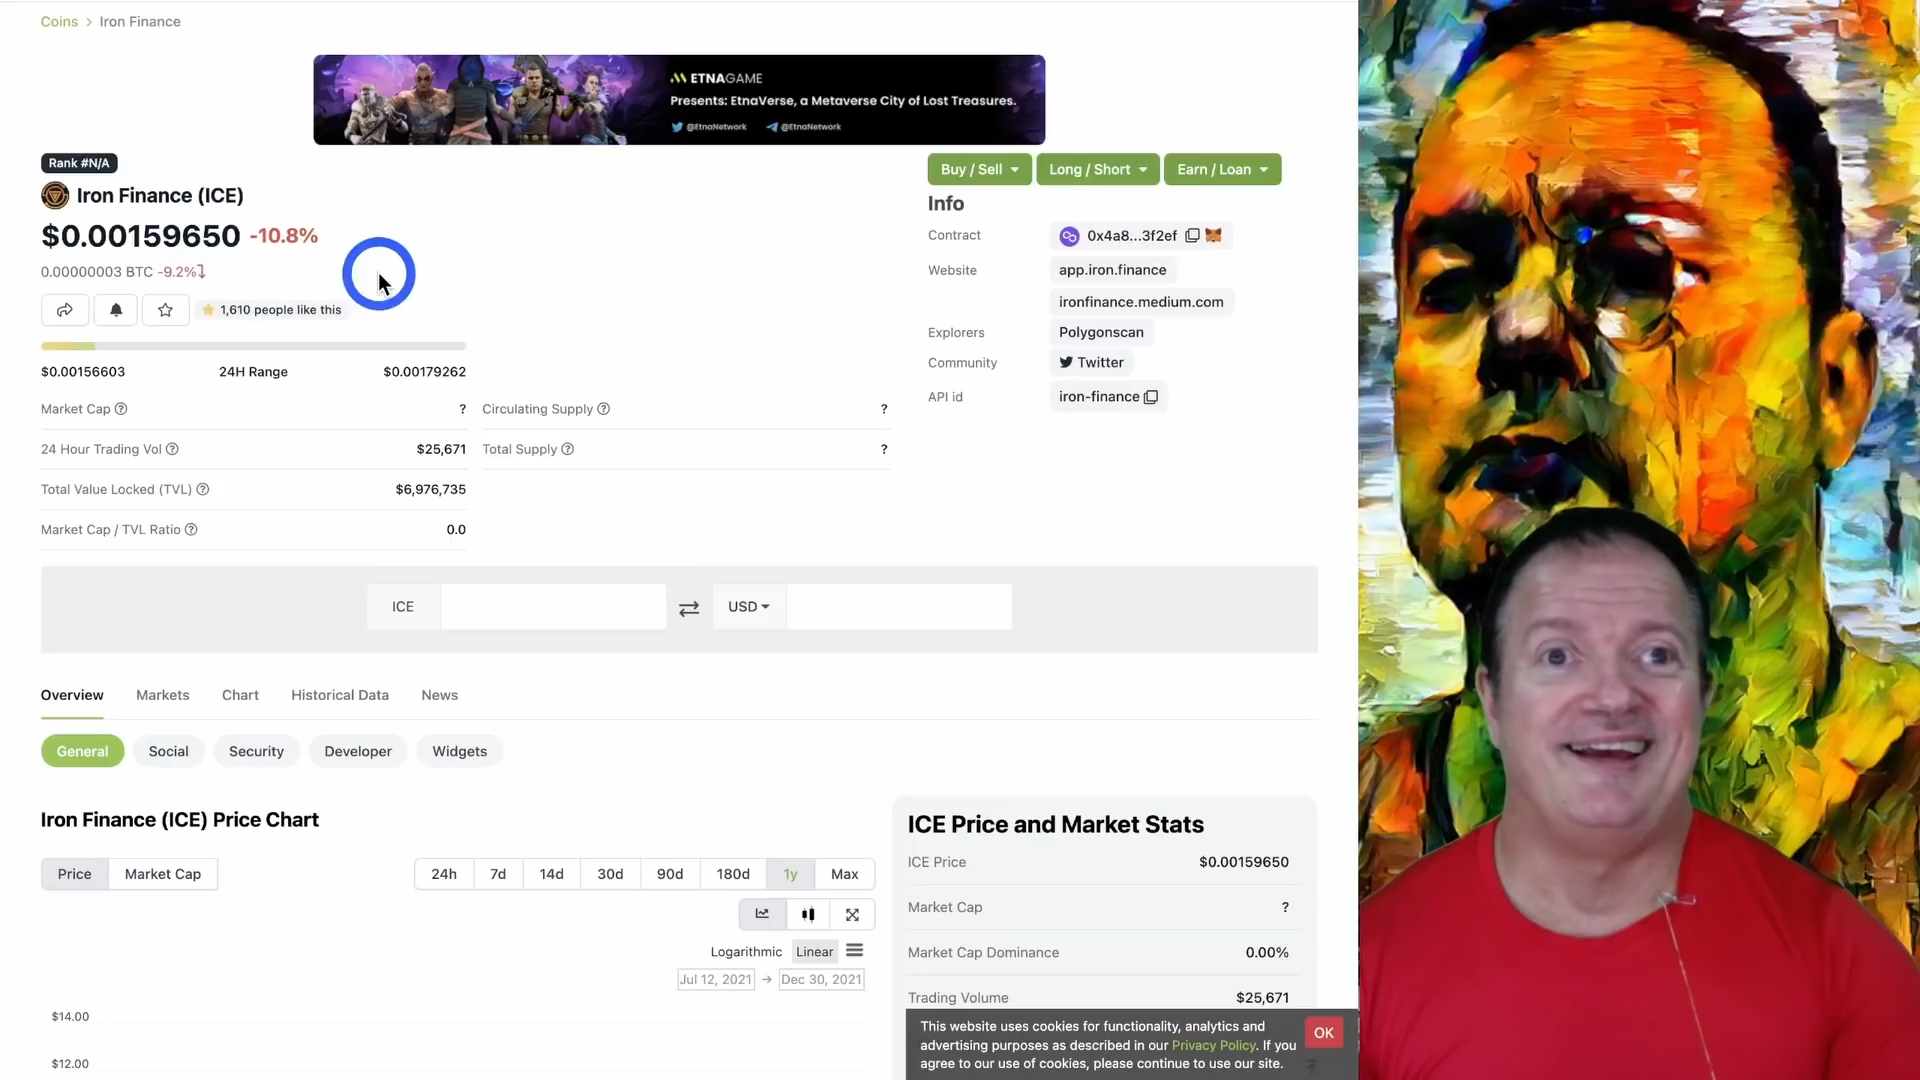 Coins > Iron Finance
ETNAGAME
Presents: EtnaVerse, a Metaverse City of Lost Treasures.
@EtnaNetwork @EtnaNetwork
Rank #N/A
Iron Finance (ICE)
$0.00159650 -10.8%
0.00000003 BTC -9.2%
1,610 people like this
$0.00156603 24H Range $0.00179262
Market Cap ?
24 Hour Trading Vol $25,671
Total Value Locked (TVL) $6,976,735
Market Cap / TVL Ratio 0.0
Circulating Supply ?
Total Supply ?
Buy / Sell Long / Short Earn / Loan
Info
Contract 0x4a8...3f2ef
Website app.iron.finance
ironfinance.medium.com
Explorers Polygonscan
Community Twitter
API id iron-finance
ICE USD
Overview Markets Chart Historical Data News
General Social Security Developer Widgets
Iron Finance (ICE) Price Chart
Price Market Cap 24h 7d 14d 30d 90d 180d 1y Max
Logarithmic Linear
Jul 12, 2021 → Dec 30, 2021
$14.00
$12.00
ICE Price and Market Stats
ICE Price $0.00159650
Market Cap ?
Market Cap Dominance 0.00%
Trading Volume $25,671
This website uses cookies for functionality, analytics and
advertising purposes as described in our Privacy Policy. If you
agree to our use of cookies, please continue to use our site.
OK